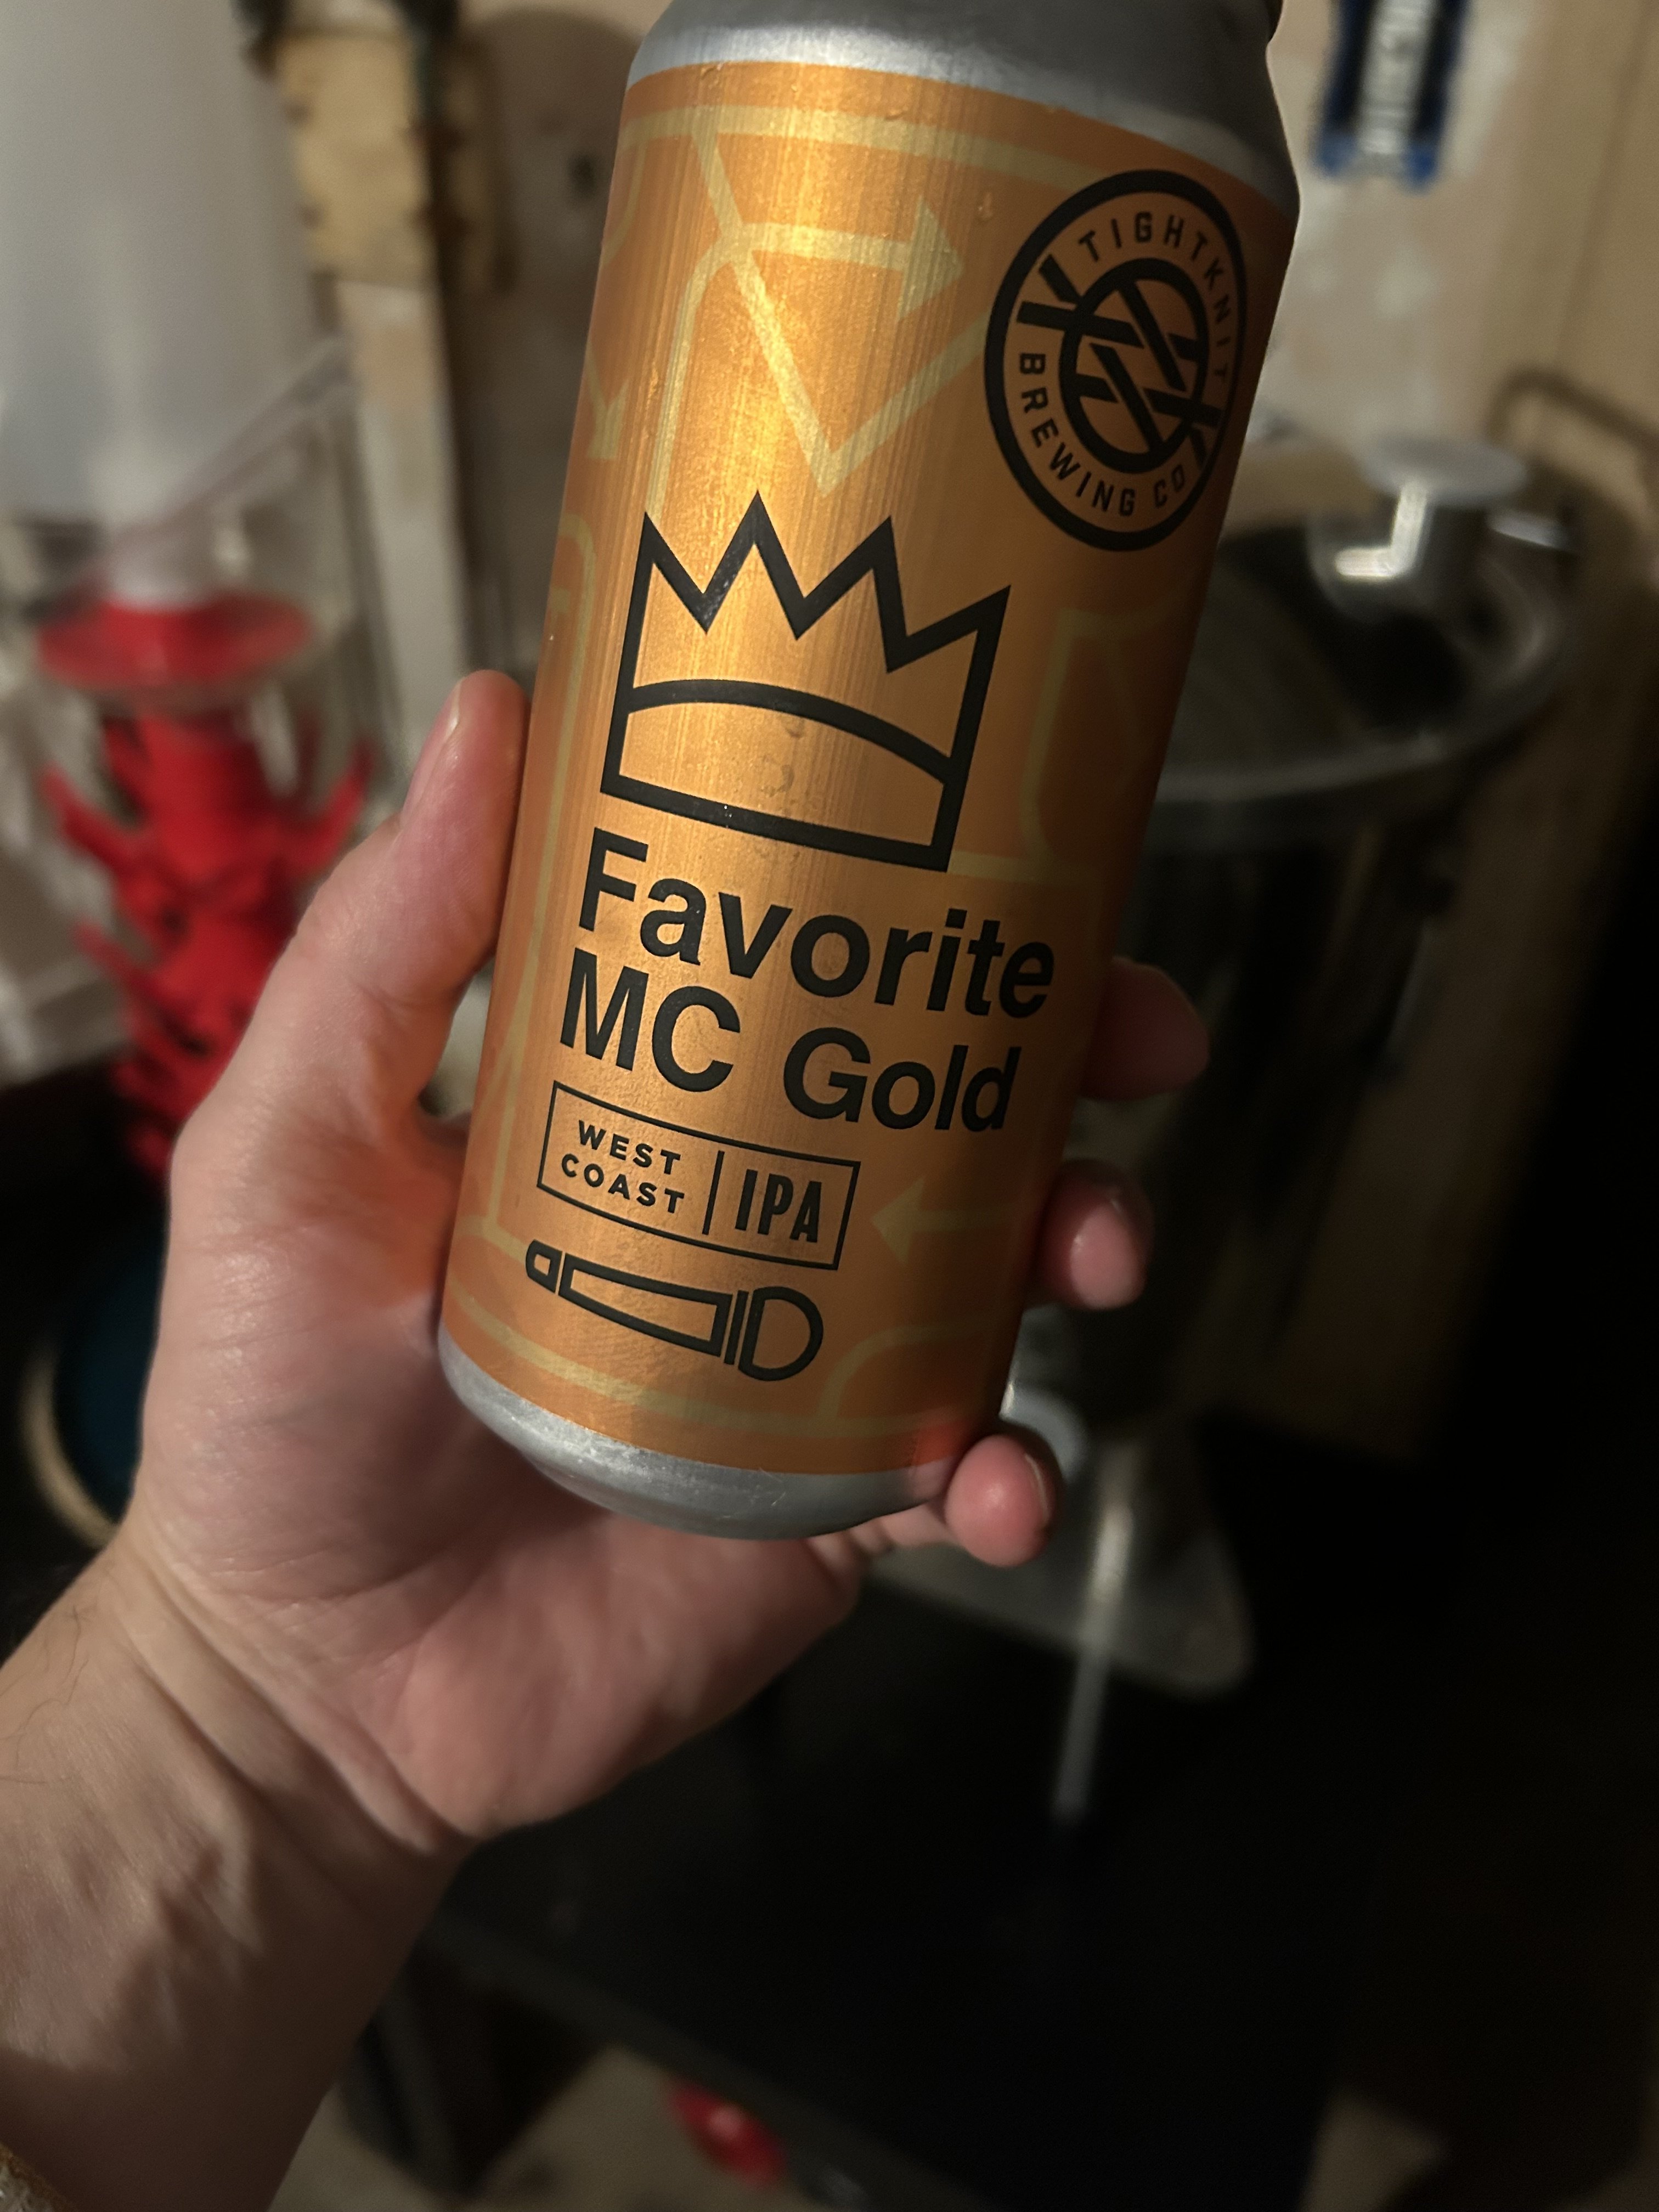 TIGHTKNIT
BREWING CO
Favorite
MC Gold
WEST
COAST
IPA